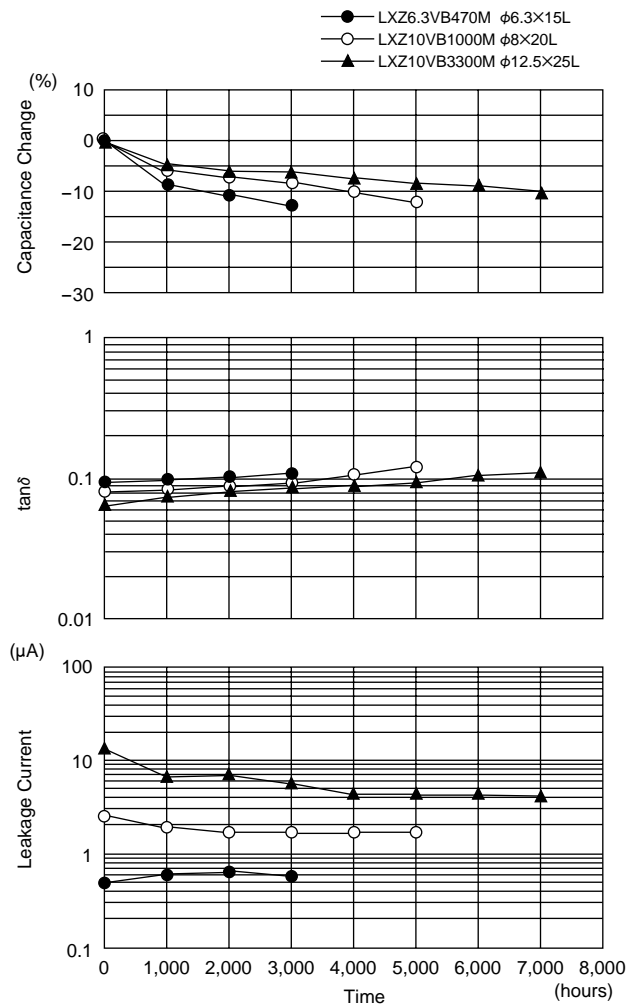 LXZ6.3VB470M ϕ6.3×15L
LXZ10VB1000M ϕ8×20L
LXZ10VB3300M ϕ12.5×25L
(%)
10
0
−10
−20
−30
Capacitance Change
1
0.1
0.01
tanδ
(µA)
100
10
1
0.1
Leakage Current
0 1,000 2,000 3,000 4,000 5,000 6,000 7,000 8,000
Time (hours)